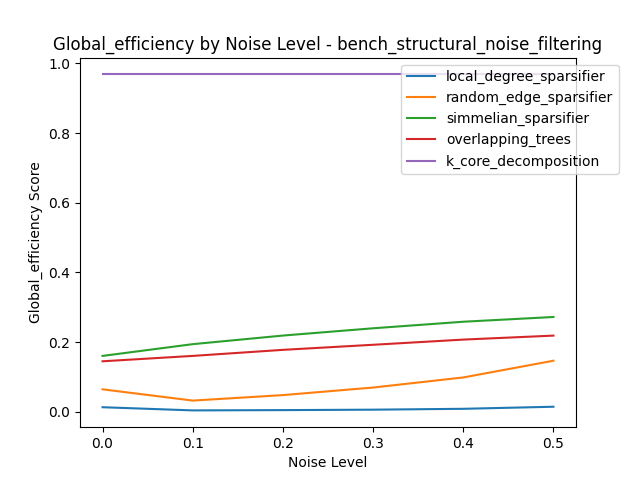 Global_efficiency by Noise Level - bench_structural_noise_filtering
local_degree_sparsifier
random_edge_sparsifier
simmelian_sparsifier
overlapping_trees
k_core_decomposition
Global_efficiency Score
1.0
0.8
0.6
0.4
0.2
0.0
0.0 0.1 0.2 0.3 0.4 0.5
Noise Level